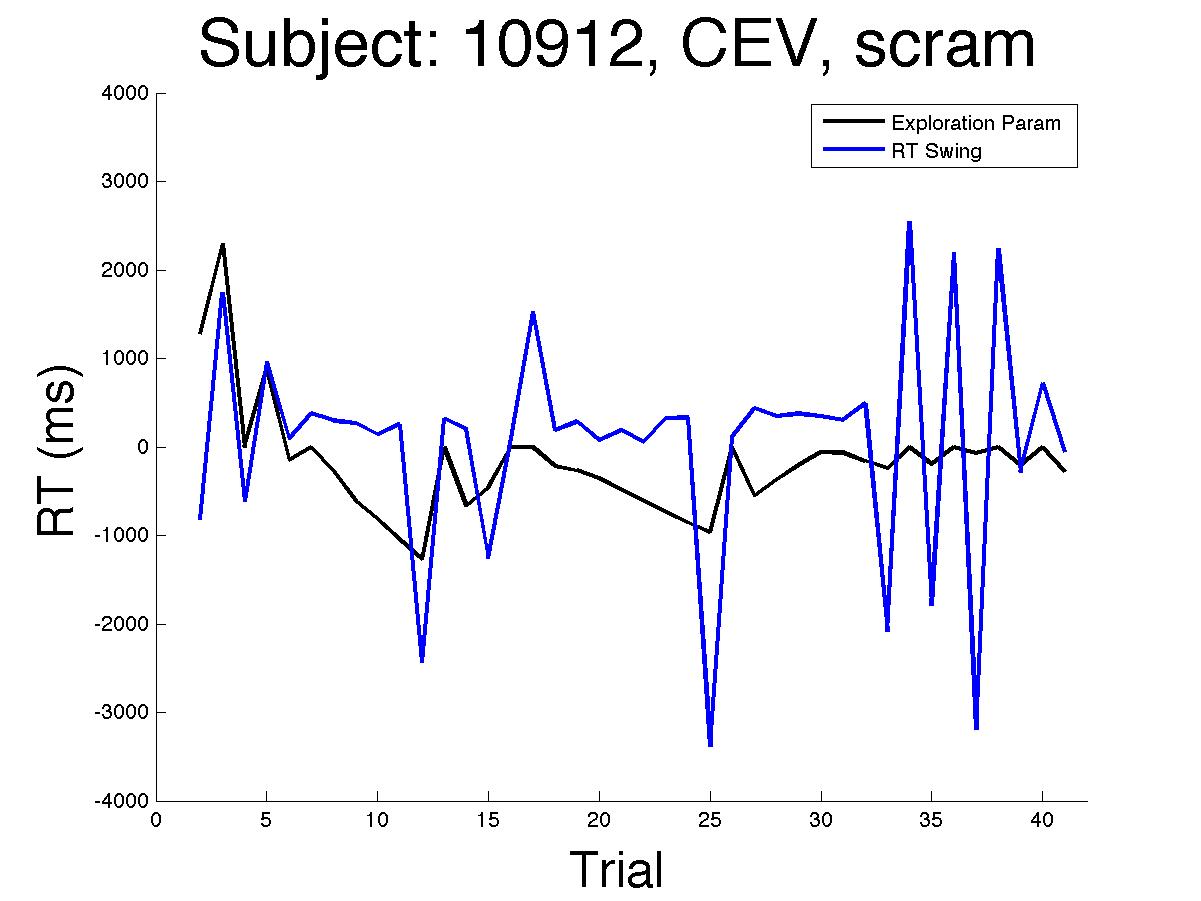 Subject: 10912, CEV, scram
4000
3000
2000
1000
0
-1000
-2000
-3000
-4000
Exploration Param
RT Swing
RT (ms)
0 5 10 15 20 25 30 35 40
Trial